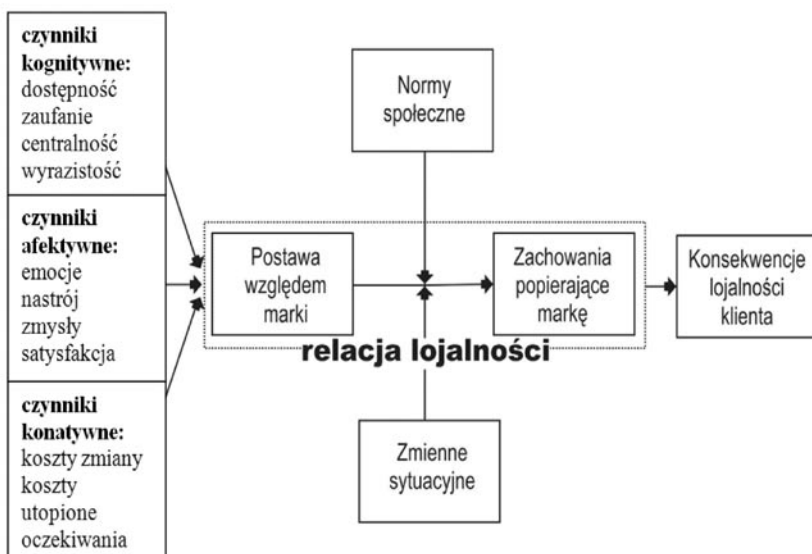 czynniki
kognitywne:
dostępność
zaufanie
centralność
wyrazistość
czynniki
afektywne:
emocje
nastrój
zmysły
satysfakcja
czynniki
konatywne:
koszty zmiany
koszty
utopione
oczekiwania
Normy
społeczne
Postawa
względem
marki
Zachowania
popierające
markę
relacja lojalności
Zmienne
sytuacyjne
Konsekwencje
lojalności
klienta